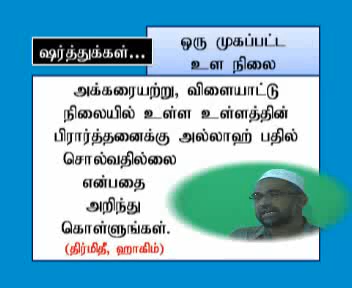 ஷர்த்துக்கள்...
ஒரு முகப்பட்ட
உள நிலை
அக்கரையற்று, விளையாட்டு
நிலையில் உள்ள உள்ளத்தின்
பிரார்த்தனைக்கு அல்லாஹ் பதில்
சொல்வதில்லை
என்பதை
அறிந்து
கொள்ளுங்கள்.
(திர்மிதீ, ஹாகிம்)